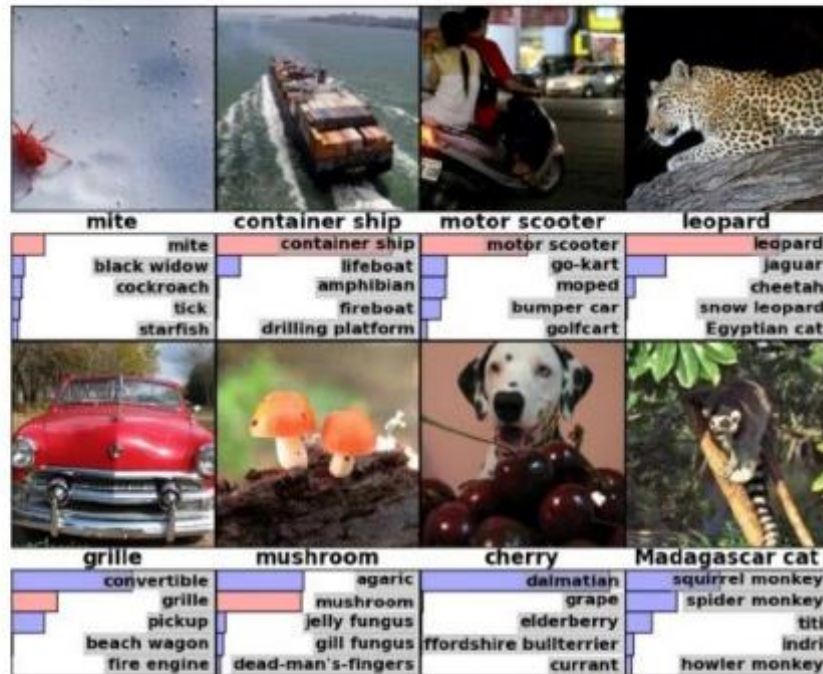 mite
container ship
motor scooter
leopard
mite
black widow
cockroach
tick
starfish
container ship
lifeboat
amphibian
fireboat
drilling platform
motor scooter
go-kart
moped
bumper car
golfcart
leopard
jaguar
cheetah
snow leopard
Egyptian cat
grille
mushroom
cherry
Madagascar cat
convertible
grille
pickup
beach wagon
fire engine
agaric
mushroom
jelly fungus
gill fungus
dead-man's-fingers
dalmatian
grape
elderberry
ffordshire bullterrier
currant
squirrel monkey
spider monkey
titi
indri
howler monkey